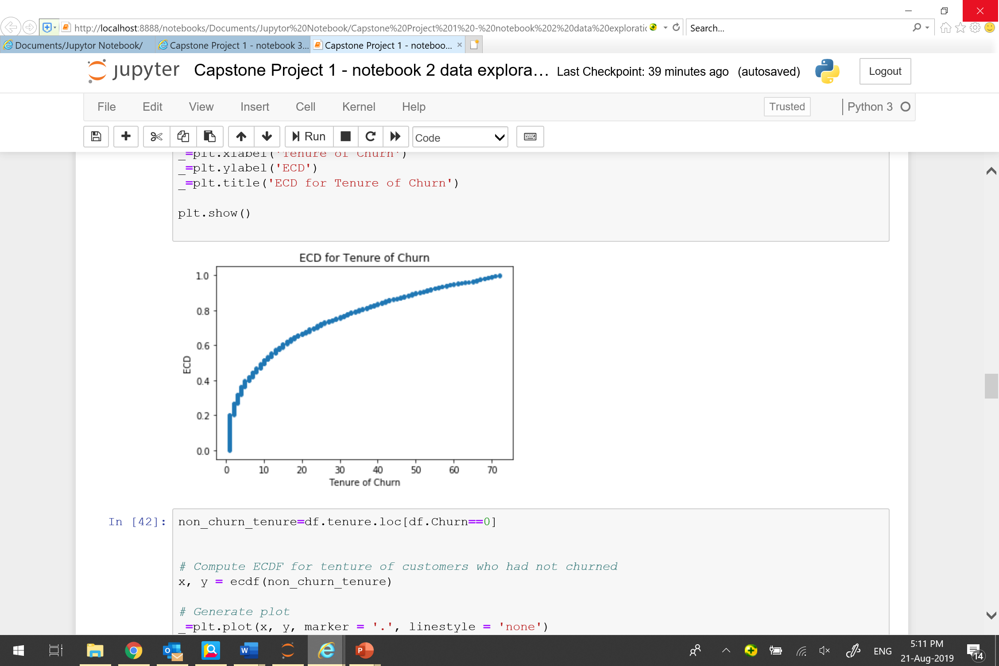 http://localhost:8888/notebooks/Documents/Jupytor%20Notebook/Capstone%20Project%201%20-%20notebook%202%20data%20exploratic
Search...
Documents/Jupytor Notebook/
Capstone Project 1 - notebook 3...
Capstone Project 1 - noteboo...
jupyter Capstone Project 1 - notebook 2 data explora... Last Checkpoint: 39 minutes ago (autosaved)
Logout
File Edit View Insert Cell Kernel Help
Trusted
Python 3
Run
Code
_=plt.xlabel('Tenure of Churn')
_=plt.ylabel('ECD')
_=plt.title('ECD for Tenure of Churn')
plt.show()
ECD for Tenure of Churn
1.0
0.8
0.6
0.4
0.2
0.0
ECD
0 10 20 30 40 50 60 70
Tenure of Churn
In [42]:
non_churn_tenure=df.tenure.loc[df.Churn==0]
# Compute ECDF for tenture of customers who had not churned
x, y = ecdf(non_churn_tenure)
# Generate plot
_=plt.plot(x, y, marker = '.', linestyle = 'none')
ENG
5:11 PM
21-Aug-2019
14